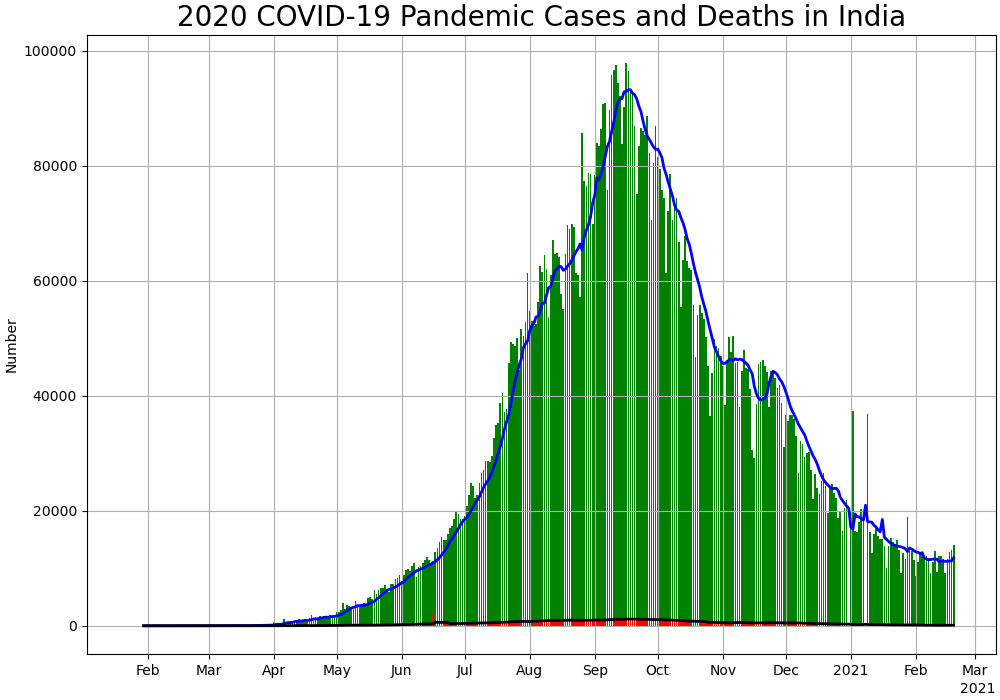 2020 COVID-19 Pandemic Cases and Deaths in India
100000
80000
60000
40000
20000
0
Number
Feb Mar Apr May Jun Jul Aug Sep Oct Nov Dec 2021 Feb Mar
2021